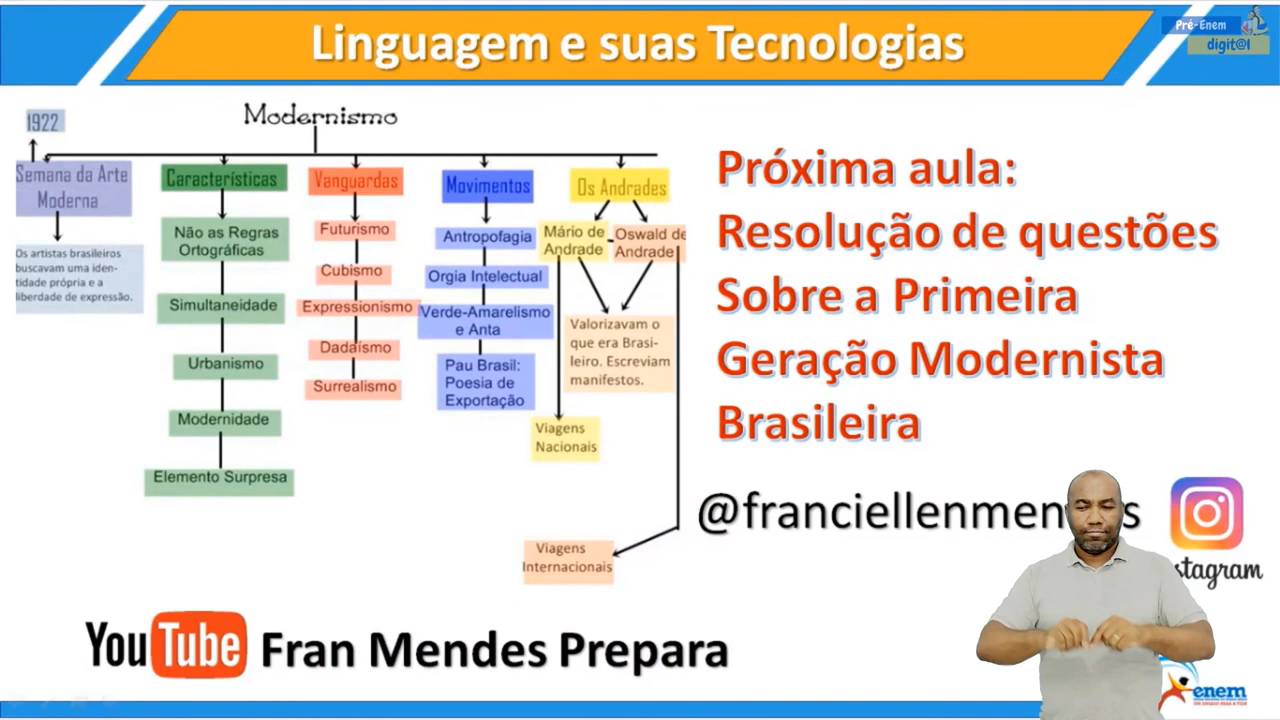 Linguagem e suas Tecnologias
Pré-Enem
digit@l
1922
Modernismo
Semana da Arte
Moderna
Os artistas brasileiros
buscavam uma iden-
tidade própria e a
liberdade de expressão.
Características
Não as Regras
Ortográficas
Simultaneidade
Urbanismo
Modernidade
Elemento Surpresa
Vanguardas
Futurismo
Cubismo
Expressionismo
Dadaísmo
Surrealismo
Movimentos
Antropofagia
Orgia Intelectual
Verde-Amarelismo
e Anta
Pau Brasil:
Poesia de
Exportação
Os Andrades
Mário de
Andrade
Oswald de
Andrade
Valorizavam o
que era Brasi-
leiro. Escreviam
manifestos.
Viagens
Nacionais
Viagens
Internacionais
Próxima aula:
Resolução de questões
Sobre a Primeira
Geração Modernista
Brasileira
@franciellenmen s
stagram
YouTube Fran Mendes Prepara
enem